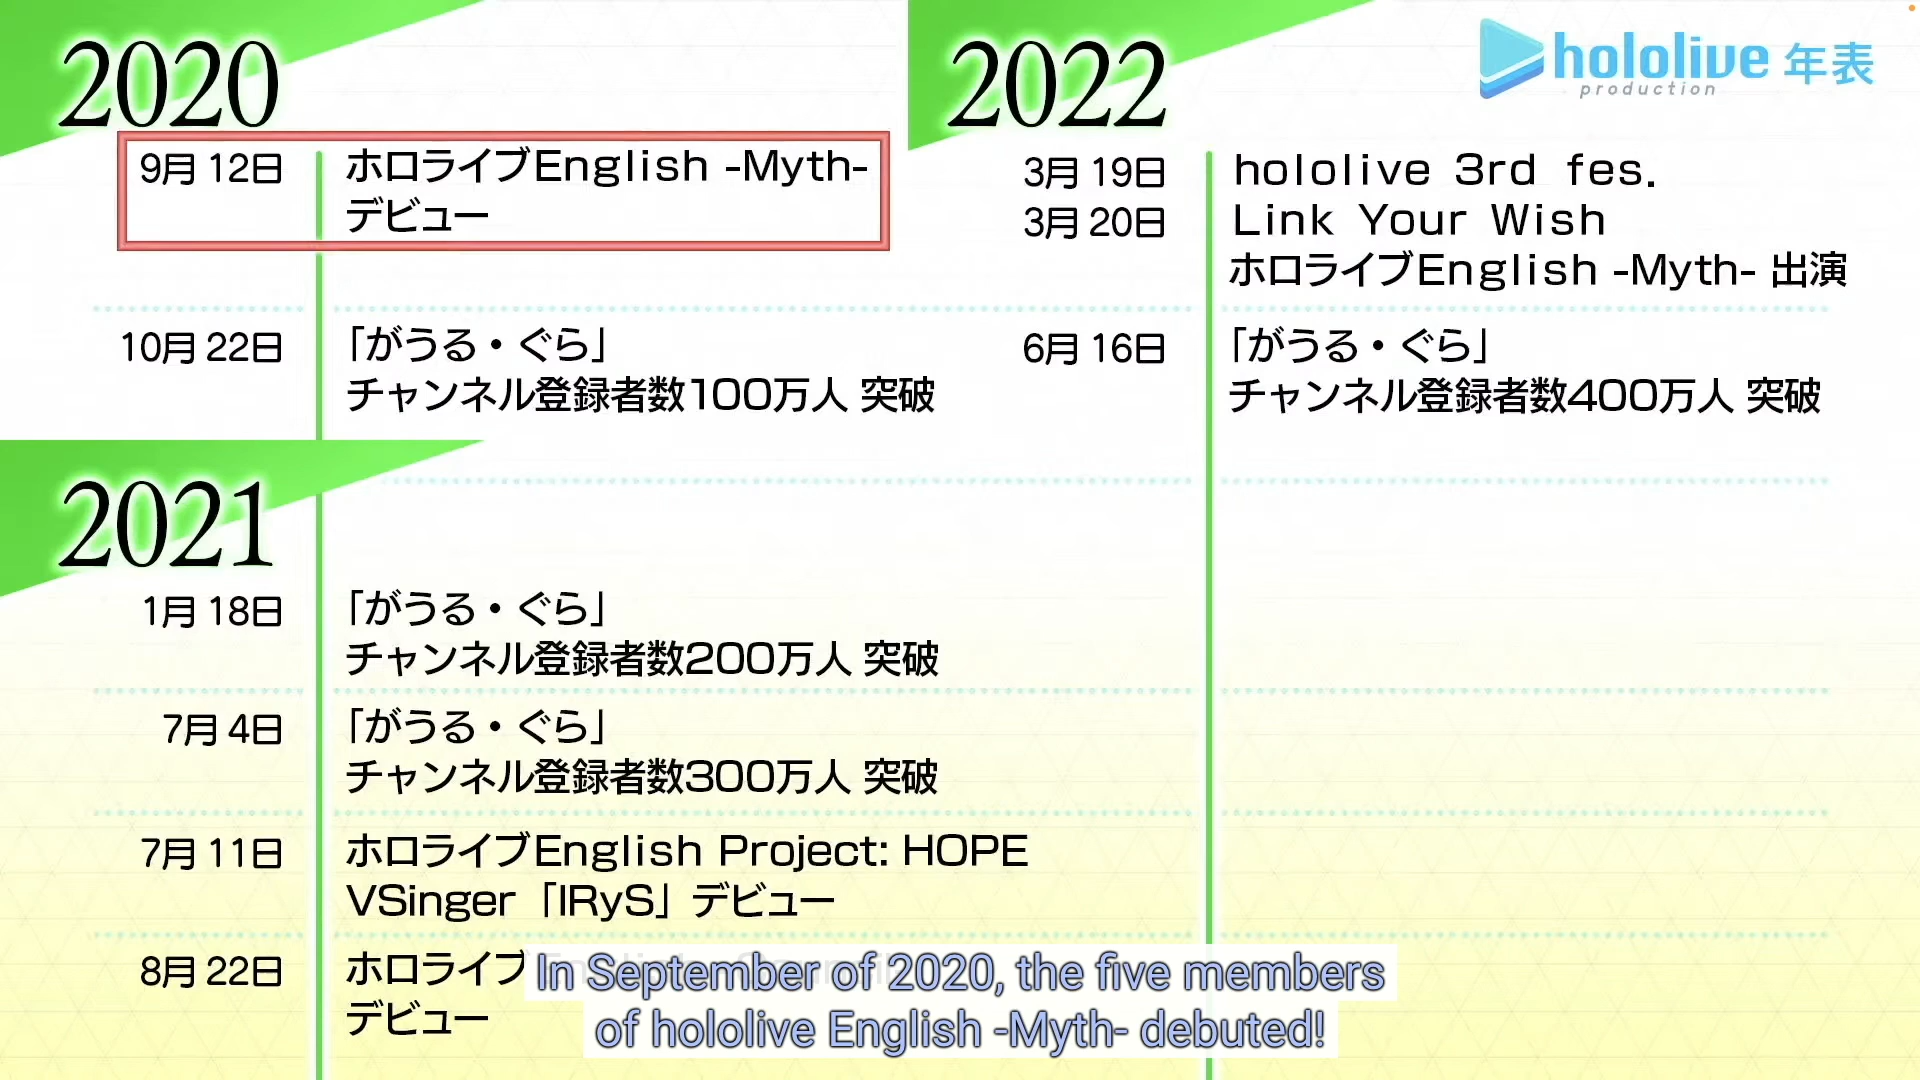 hololive 年表
production
2020
9月 12日
ホロライブEnglish -Myth-
デビュー
10月 22日
「がうる・ぐら」
チャンネル登録者数100万人 突破
2021
1月 18日
「がうる・ぐら」
チャンネル登録者数200万人 突破
7月 4日
「がうる・ぐら」
チャンネル登録者数300万人 突破
7月 11日
ホロライブEnglish Project: HOPE
VSinger「IRyS」デビュー
8月 22日
ホロライブ
デビュー
2022
3月 19日
3月 20日
hololive 3rd fes.
Link Your Wish
ホロライブEnglish -Myth- 出演
6月 16日
「がうる・ぐら」
チャンネル登録者数400万人 突破
In September of 2020, the five members
of hololive English -Myth- debuted!